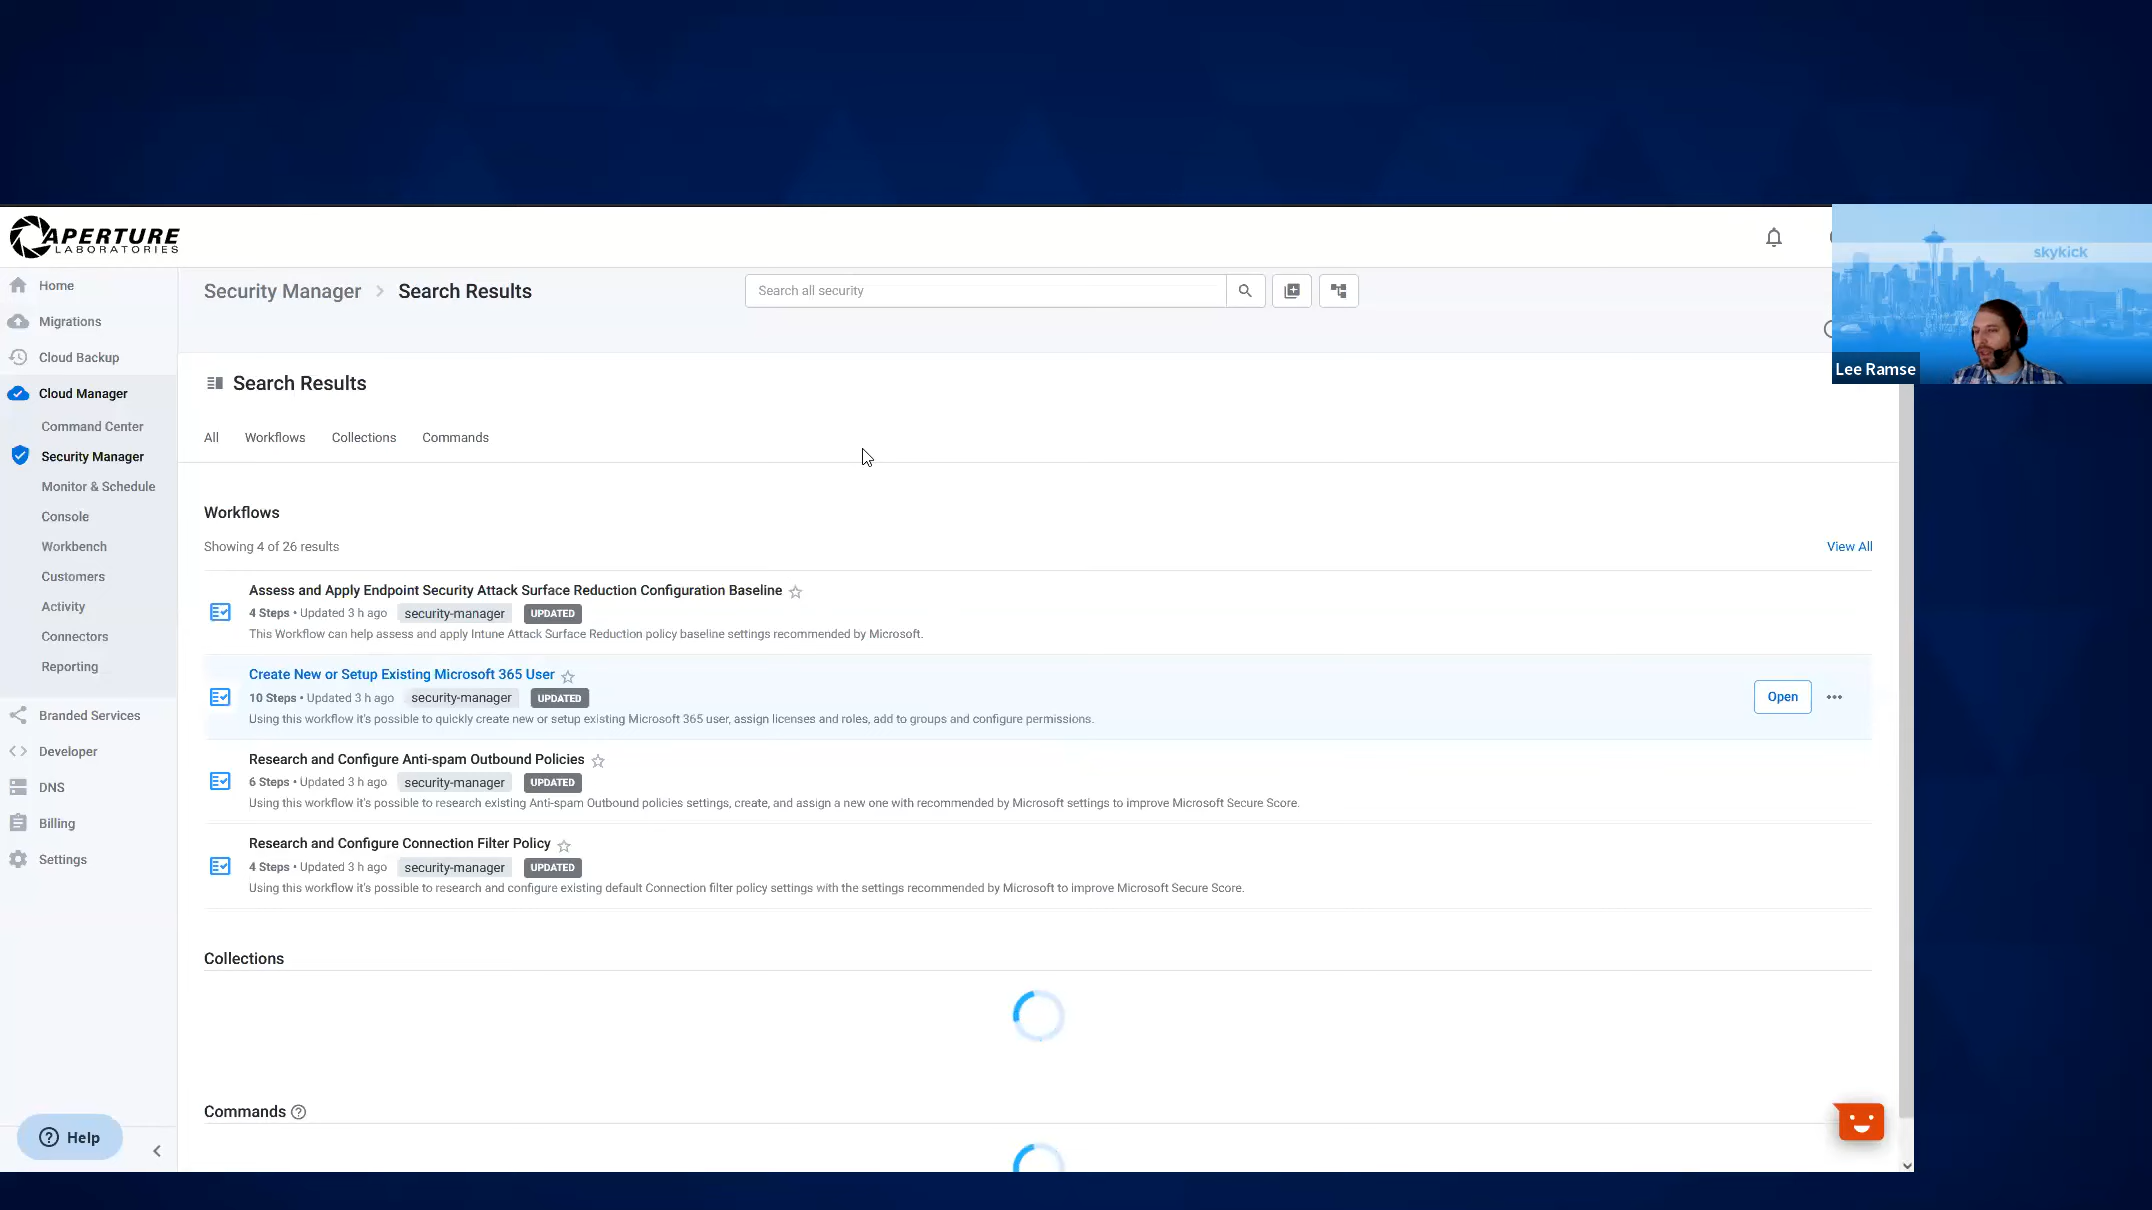 APERTURE
LABORATORIES
skykick
Lee Ramse
Home
Migrations
Cloud Backup
Cloud Manager
Command Center
Security Manager
Monitor & Schedule
Console
Workbench
Customers
Activity
Connectors
Reporting
Branded Services
Developer
DNS
Billing
Settings
Help
Security Manager > Search Results
Search all security
Search Results
All Workflows Collections Commands
Workflows
Showing 4 of 26 results
View All
Assess and Apply Endpoint Security Attack Surface Reduction Configuration Baseline
4 Steps • Updated 3 h ago security-manager UPDATED
This Workflow can help assess and apply Intune Attack Surface Reduction policy baseline settings recommended by Microsoft.
Create New or Setup Existing Microsoft 365 User
10 Steps • Updated 3 h ago security-manager UPDATED
Using this workflow it's possible to quickly create new or setup existing Microsoft 365 user, assign licenses and roles, add to groups and configure permissions.
Open
Research and Configure Anti-spam Outbound Policies
6 Steps • Updated 3 h ago security-manager UPDATED
Using this workflow it's possible to research existing Anti-spam Outbound policies settings, create, and assign a new one with recommended by Microsoft settings to improve Microsoft Secure Score.
Research and Configure Connection Filter Policy
4 Steps • Updated 3 h ago security-manager UPDATED
Using this workflow it's possible to research and configure existing default Connection filter policy settings with the settings recommended by Microsoft to improve Microsoft Secure Score.
Collections
Commands